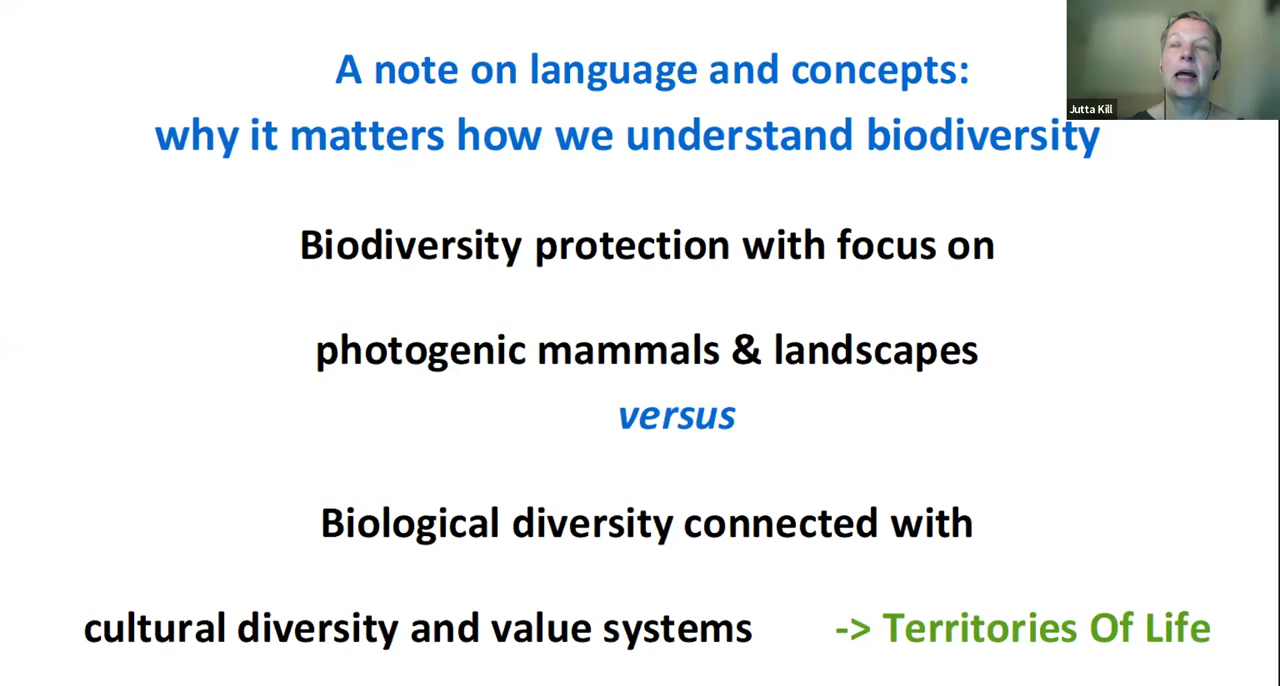 A note on language and concepts:
why it matters how we understand biodiversity
Jutta Kill
Biodiversity protection with focus on
photogenic mammals & landscapes
versus
Biological diversity connected with
cultural diversity and value systems -> Territories Of Life